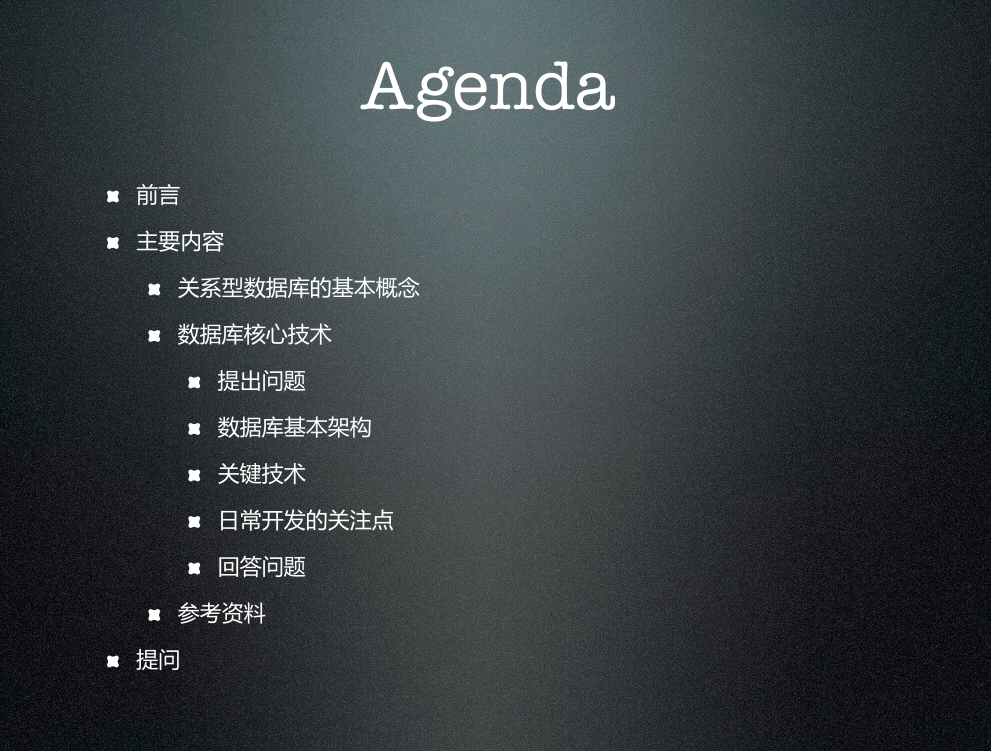 Agenda
前言
主要内容
关系型数据库的基本概念
数据库核心技术
提出问题
数据库基本架构
关键技术
日常开发的关注点
回答问题
参考资料
提问